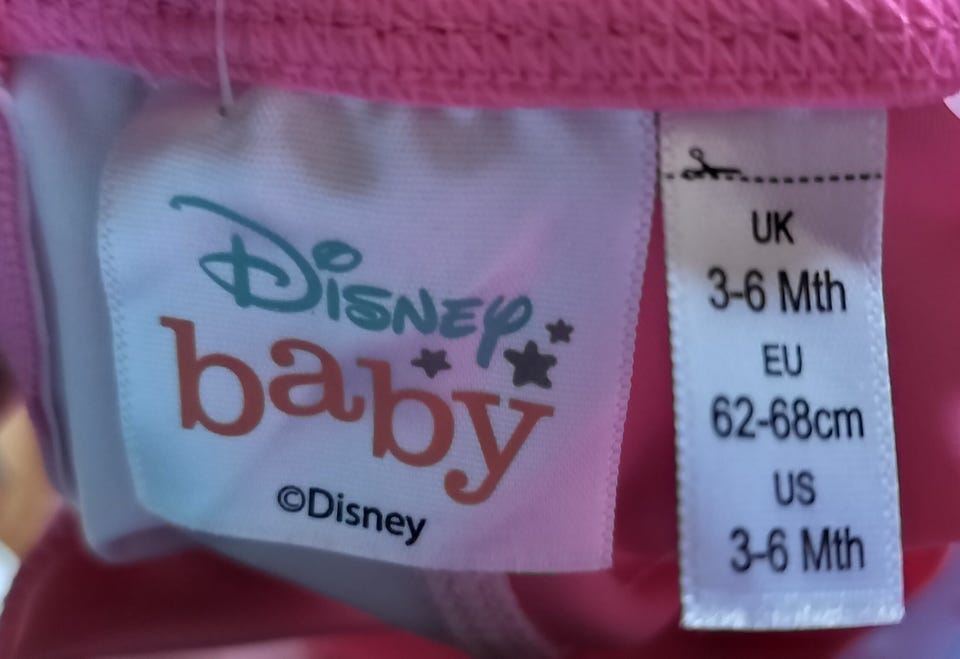 Disney
baby
©Disney
UK
3-6 Mth
EU
62-68cm
US
3-6 Mth